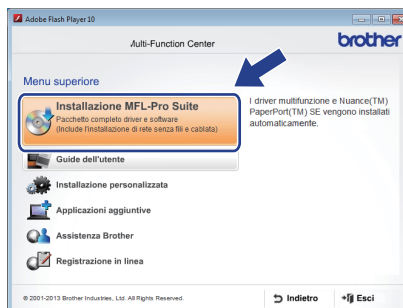 Adobe Flash Player 10
Multi-Function Center
brother
Menu superiore
Installazione MFL-Pro Suite
Pacchetto completo driver e software
(Include l'installazione di rete senza fili e cablata)
I driver multifunzione e Nuance(TM)
PaperPort(TM) SE vengono installati
automaticamente.
Guide dell'utente
Installazione personalizzata
Applicazioni aggiuntive
Assistenza Brother
Registrazione in linea
© 2001-2013 Brother Industries, Ltd. All Rights Reserved.
Indietro
Esci